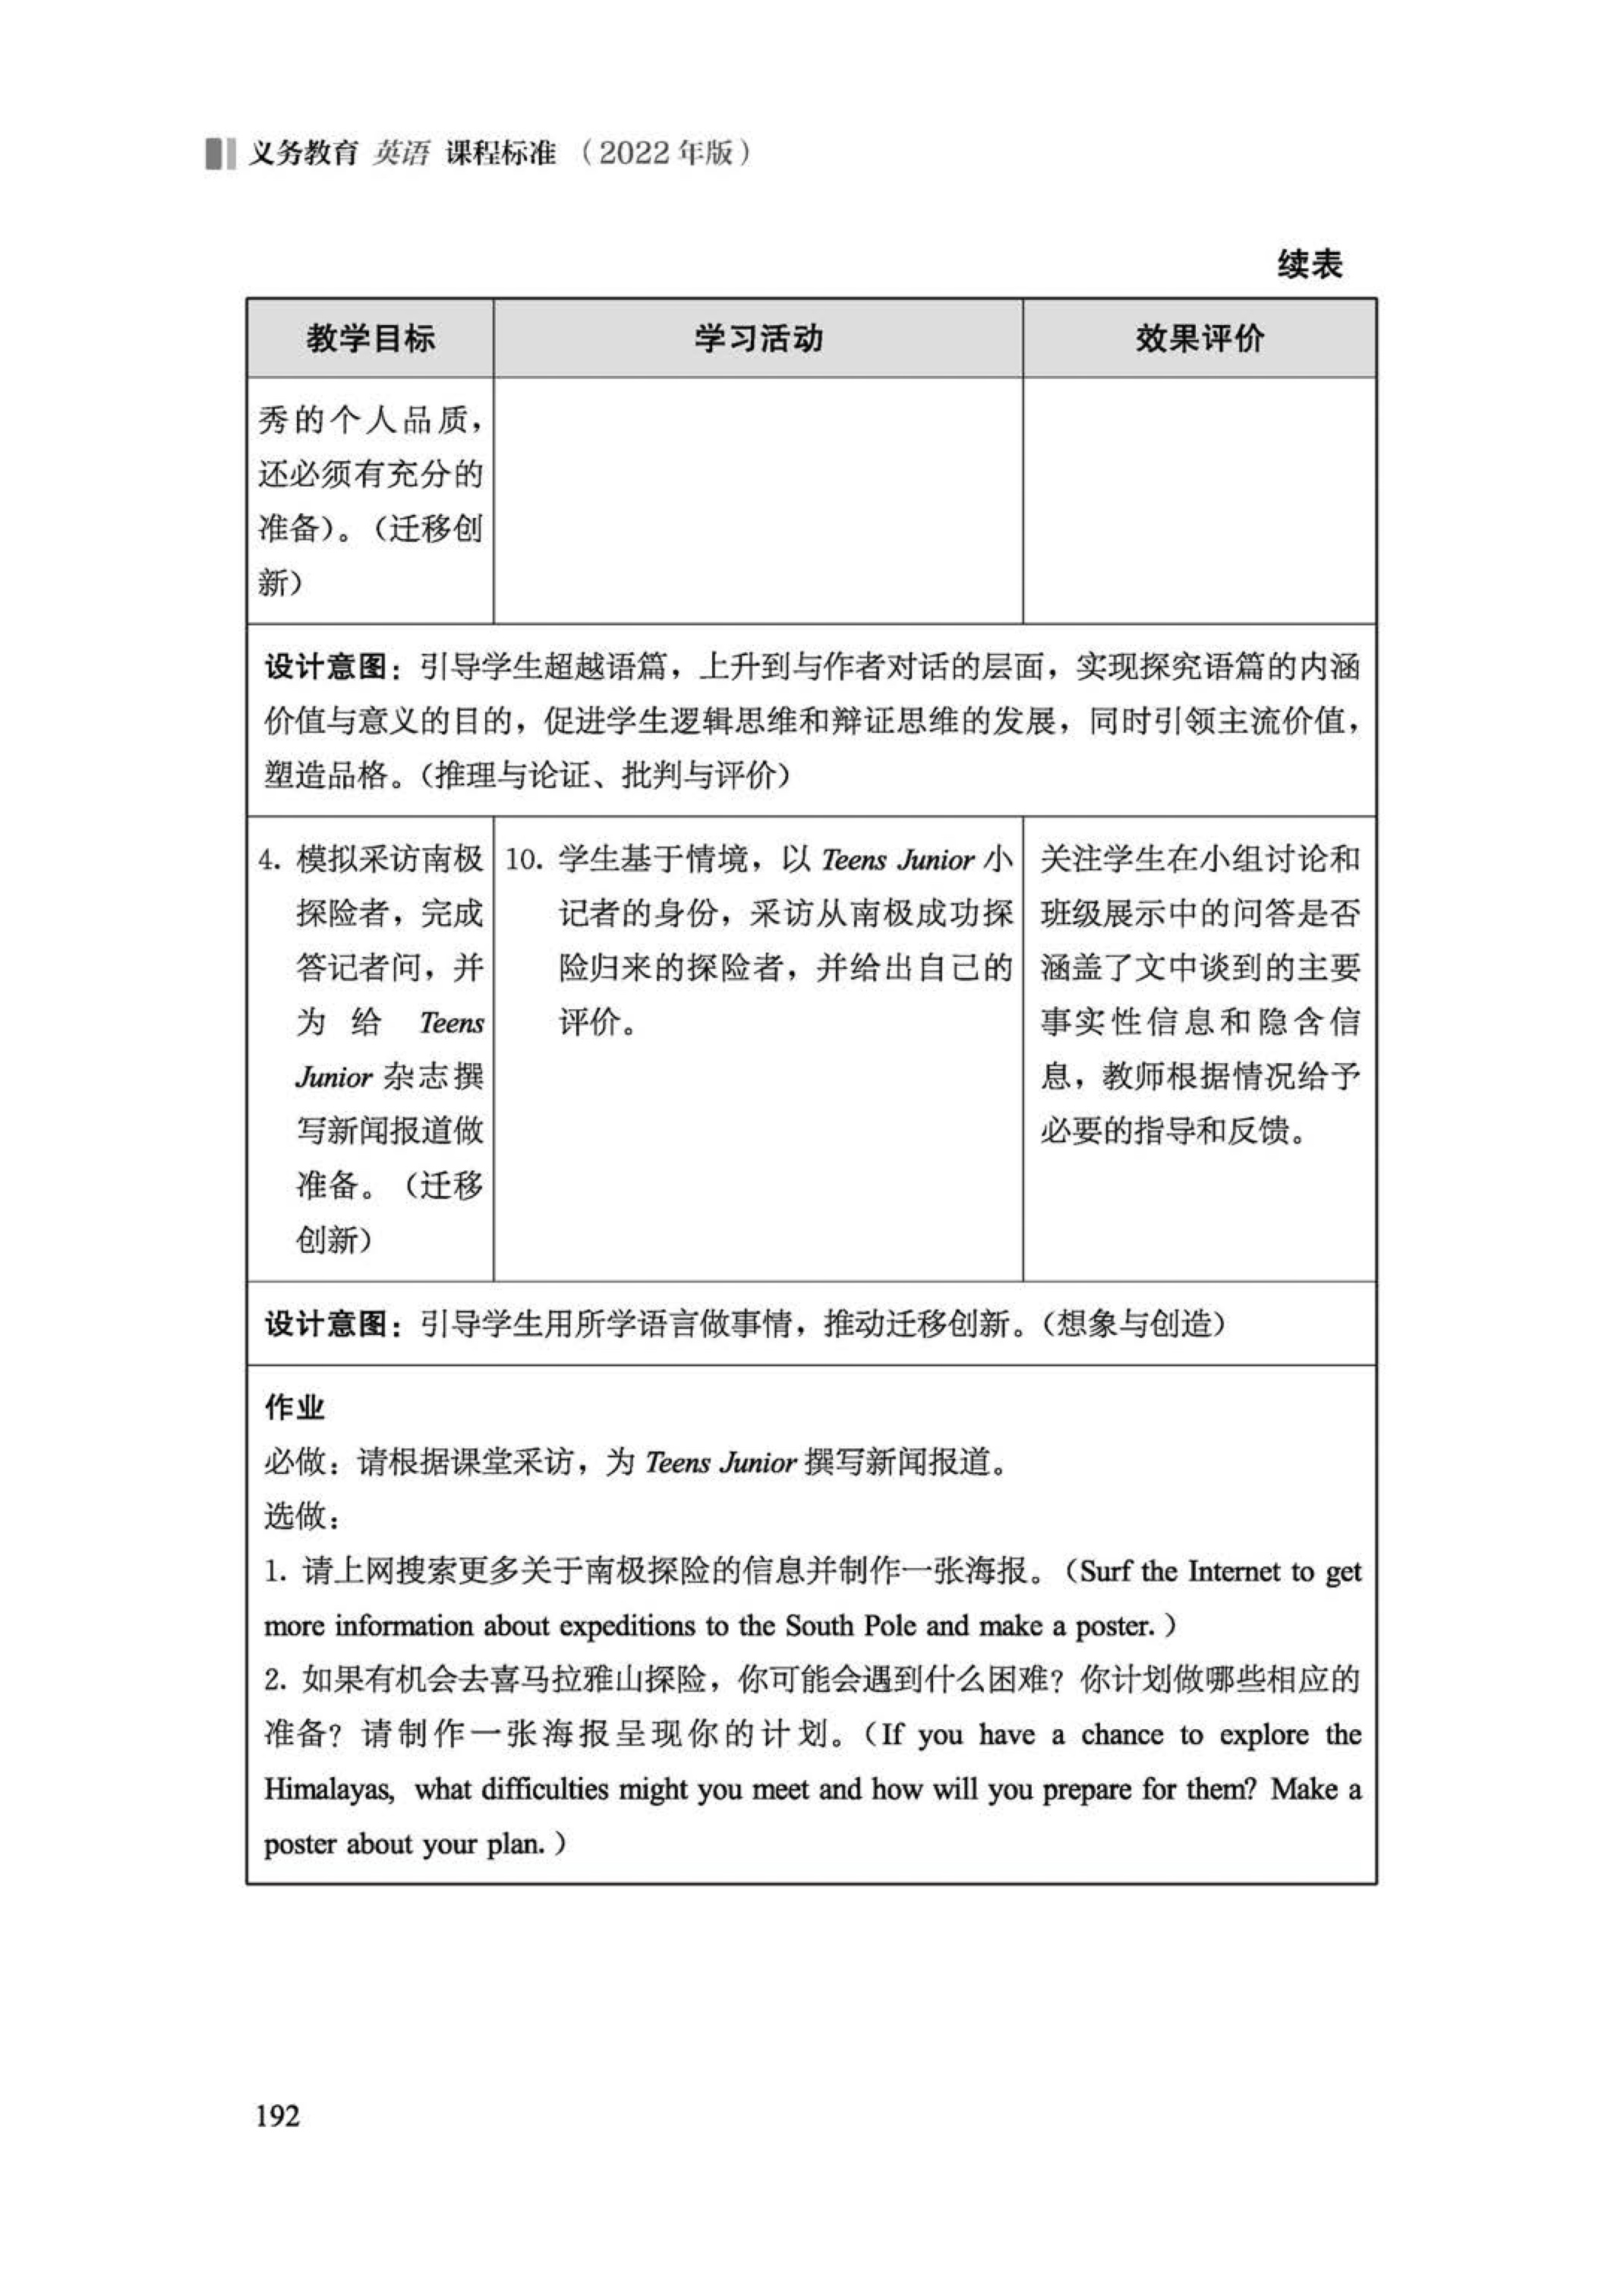 义务教育 英语 课程标准（2022年版）
续表
教学目标
学习活动
效果评价
秀的个人品质，
还必须有充分的
准备）。（迁移创
新）
设计意图：引导学生超越语篇，上升到与作者对话的层面，实现探究语篇的内涵
价值与意义的目的，促进学生逻辑思维和辩证思维的发展，同时引领主流价值，
塑造品格。（推理与论证、批判与评价）
4. 模拟采访南极
探险者，完成
答记者问，并
为给 Teens
Junior 杂志撰
写新闻报道做
准备。（迁移
创新）
10. 学生基于情境，以 Teens Junior 小
记者的身份，采访从南极成功探
险归来的探险者，并给出自己的
评价。
关注学生在小组讨论和
班级展示中的问答是否
涵盖了文中谈到的主要
事实性信息和隐含信
息，教师根据情况给予
必要的指导和反馈。
设计意图：引导学生用所学语言做事情，推动迁移创新。（想象与创造）
作业
必做：请根据课堂采访，为 Teens Junior 撰写新闻报道。
选做：
1. 请上网搜索更多关于南极探险的信息并制作一张海报。（Surf the Internet to get
more information about expeditions to the South Pole and make a poster.）
2. 如果有机会去喜马拉雅山探险，你可能会遇到什么困难？你计划做哪些相应的
准备？请制作一张海报呈现你的计划。（If you have a chance to explore the
Himalayas, what difficulties might you meet and how will you prepare for them? Make a
poster about your plan.）
192